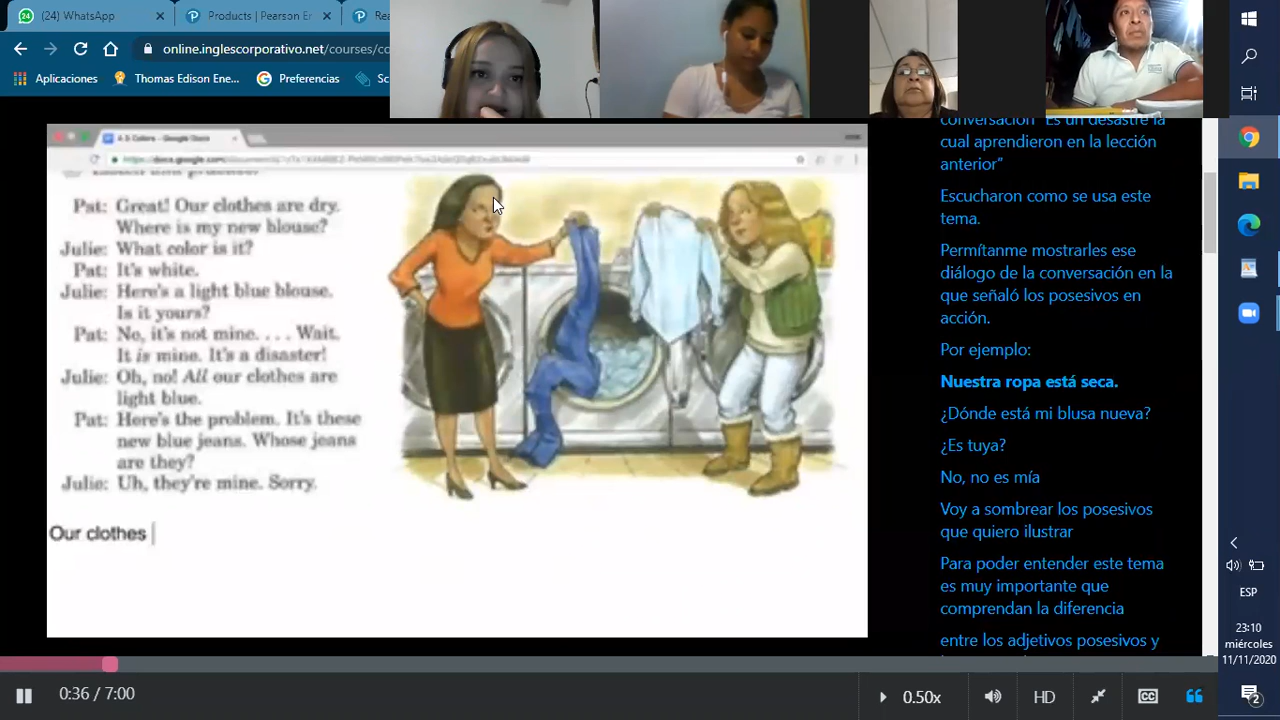 (24) WhatsApp
Products | Pearson En
Rea
online.inglescorporativo.net/courses/co
Aplicaciones
Thomas Edison Ene...
Preferencias
Sc
A 3 Colors - Google Docs
Pat: Great! Our clothes are dry.
Where is my new blouse?
Julie: What color is it?
Pat: It's white.
Julie: Here's a light blue blouse.
Is it yours?
Pat: No, it's not mine. . . . Wait.
It is mine. It's a disaster!
Julie: Oh, no! All our clothes are
light blue.
Pat: Here's the problem. It's these
new blue jeans. Whose jeans
are they?
Julie: Uh, they're mine. Sorry.
Our clothes
conversación "Es un desastre la
cual aprendieron en la lección
anterior"
Escucharon como se usa este
tema.
Permítanme mostrarles ese
diálogo de la conversación en la
que señaló los posesivos en
acción.
Por ejemplo:
Nuestra ropa está seca.
¿Dónde está mi blusa nueva?
¿Es tuya?
No, no es mía
Voy a sombrear los posesivos
que quiero ilustrar
Para poder entender este tema
es muy importante que
comprendan la diferencia
entre los adjetivos posesivos y
0:36 / 7:00
0.50x
HD
CC
ESP
23:10
miércoles
11/11/2020
2